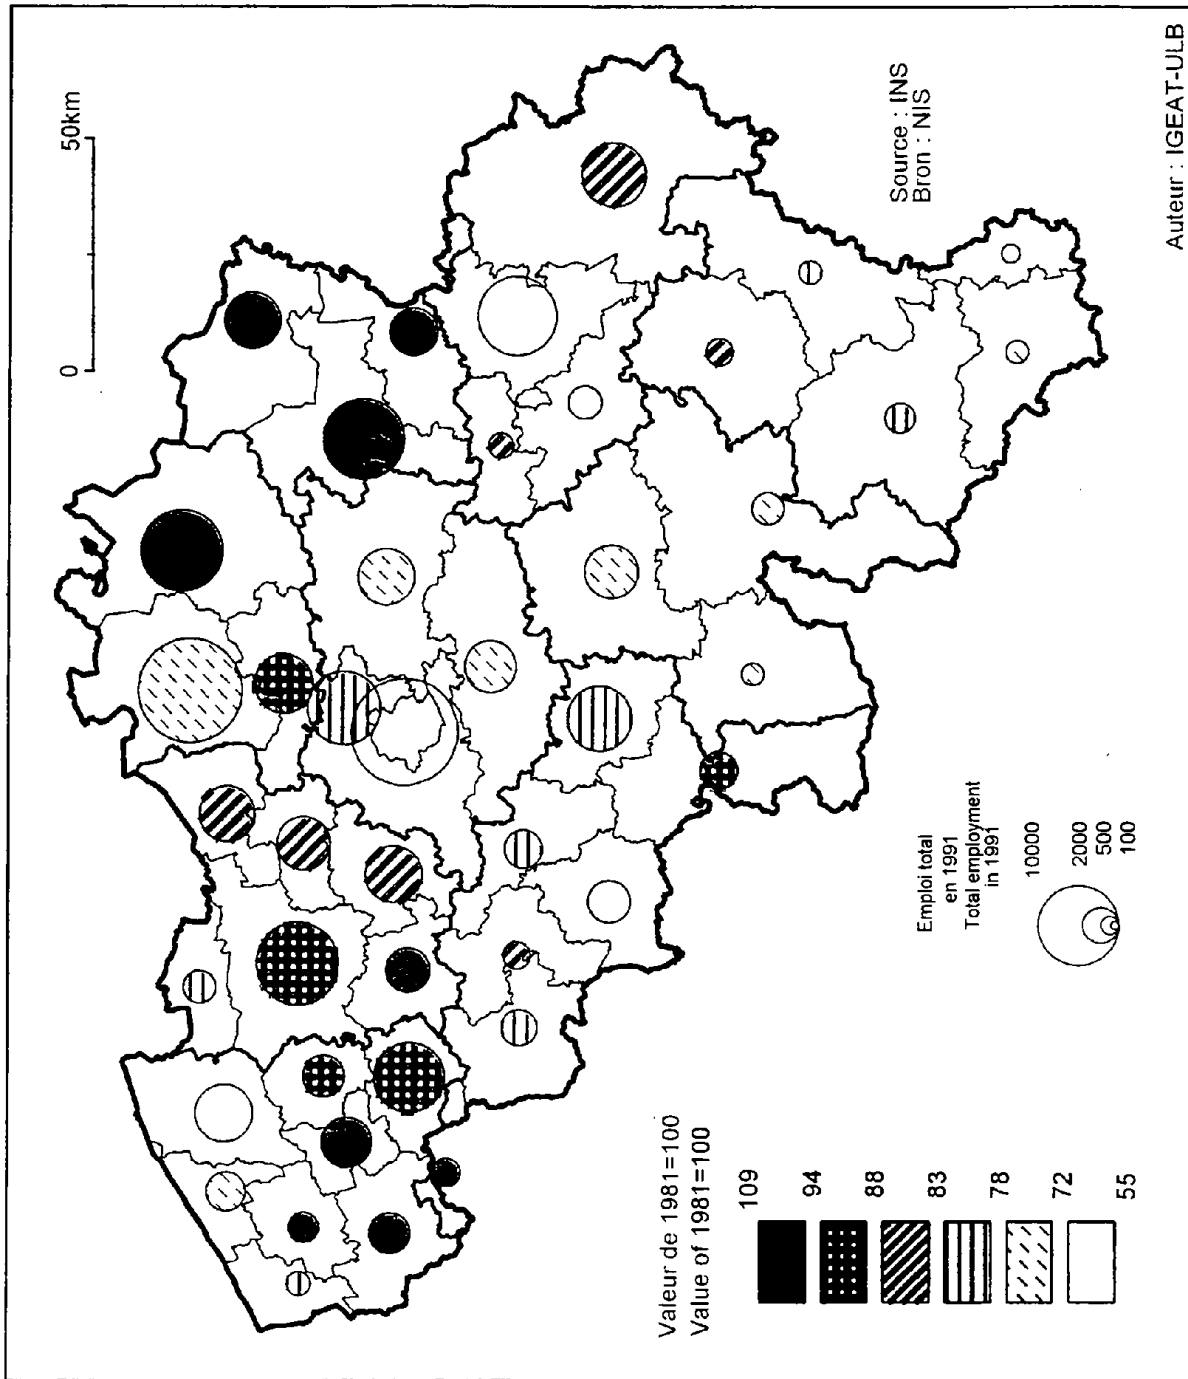 0 50km
Source : INS
Bron : NIS
Emploi total
en 1991
Total employment
in 1991
10000
2000
500
100
Valeur de 1981=100
Value of 1981=100
109
94
88
83
78
72
55
Auteur : IGEAT-ULB